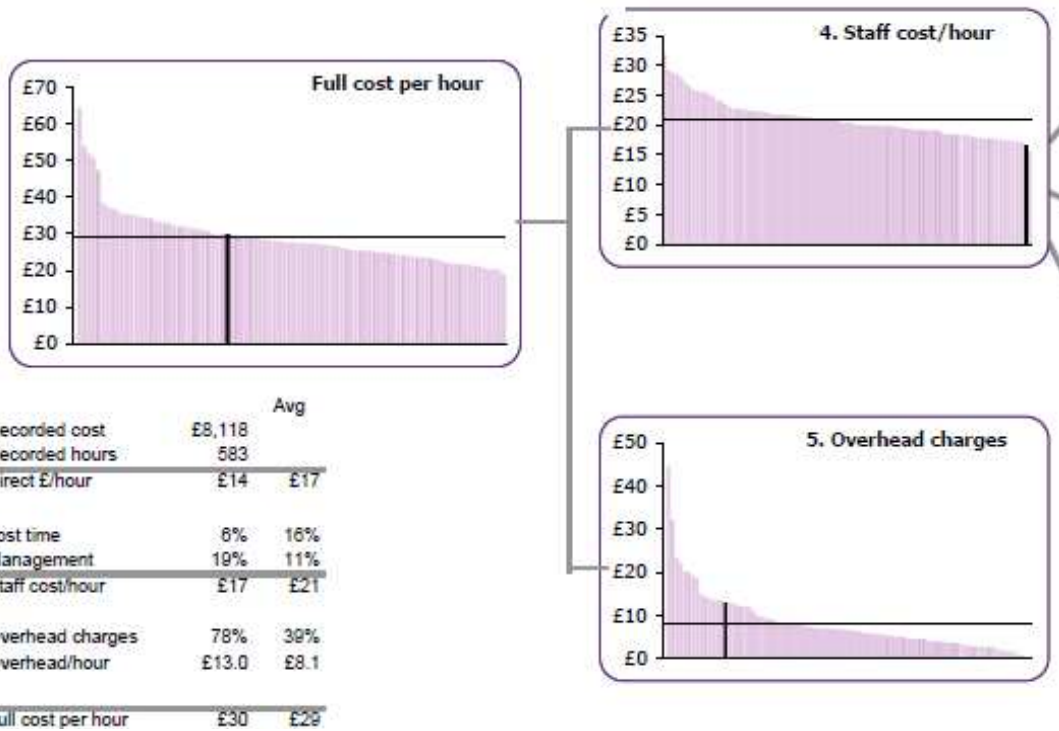 Full cost per hour
£70
£60
£50
£40
£30
£20
£10
£0
4. Staff cost/hour
£35
£30
£25
£20
£15
£10
£5
£0
Avg
ecorded cost £8,118
ecorded hours 583
irect £/hour £14 £17
ost time 6% 16%
anagement 19% 11%
taff cost/hour £17 £21
verhead charges 78% 39%
verhead/hour £13.0 £8.1
ull cost per hour £30 £29
5. Overhead charges
£50
£40
£30
£20
£10
£0